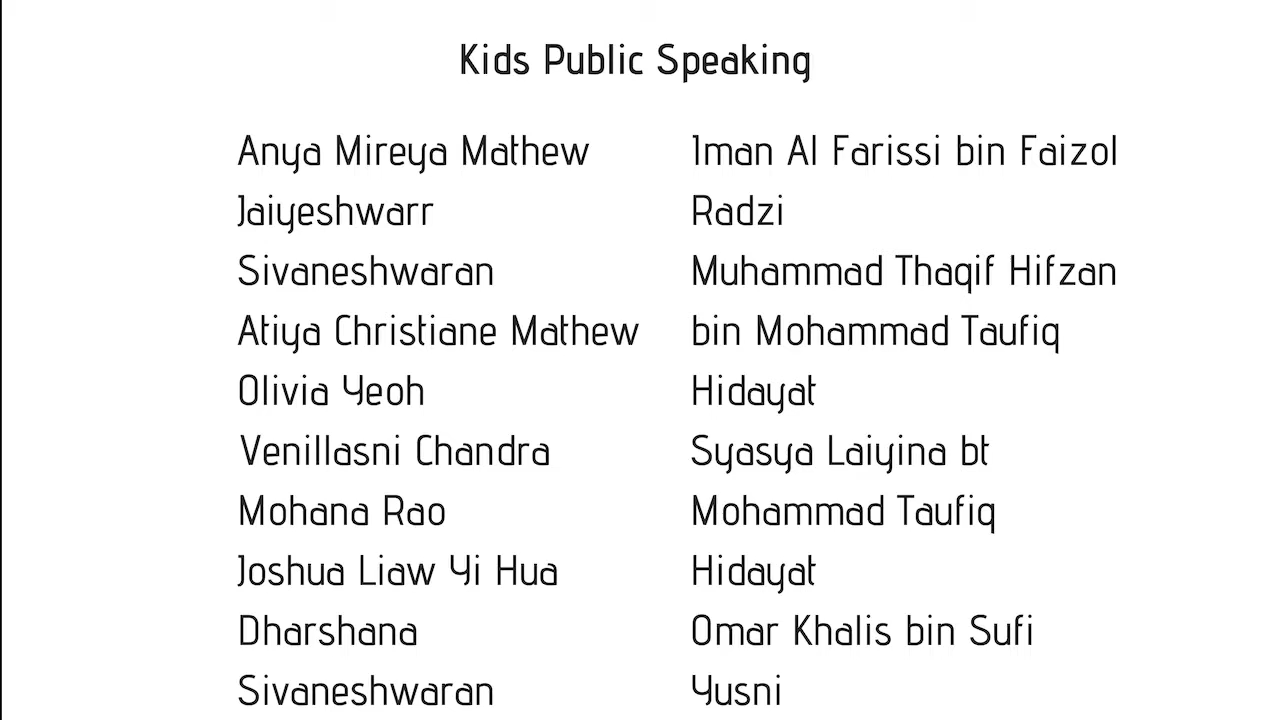 Kids Public Speaking
Anya Mireya Mathew
Jaiyeshwarr
Sivaneshwaran
Atiya Christiane Mathew
Olivia Yeoh
Venillasni Chandra
Mohana Rao
Joshua Liaw Yi Hua
Dharshana
Sivaneshwaran
Iman Al Farissi bin Faizol
Radzi
Muhammad Thaqif Hifzan
bin Mohammad Taufiq
Hidayat
Syasya Laiyina bt
Mohammad Taufiq
Hidayat
Omar Khalis bin Sufi
Yusni